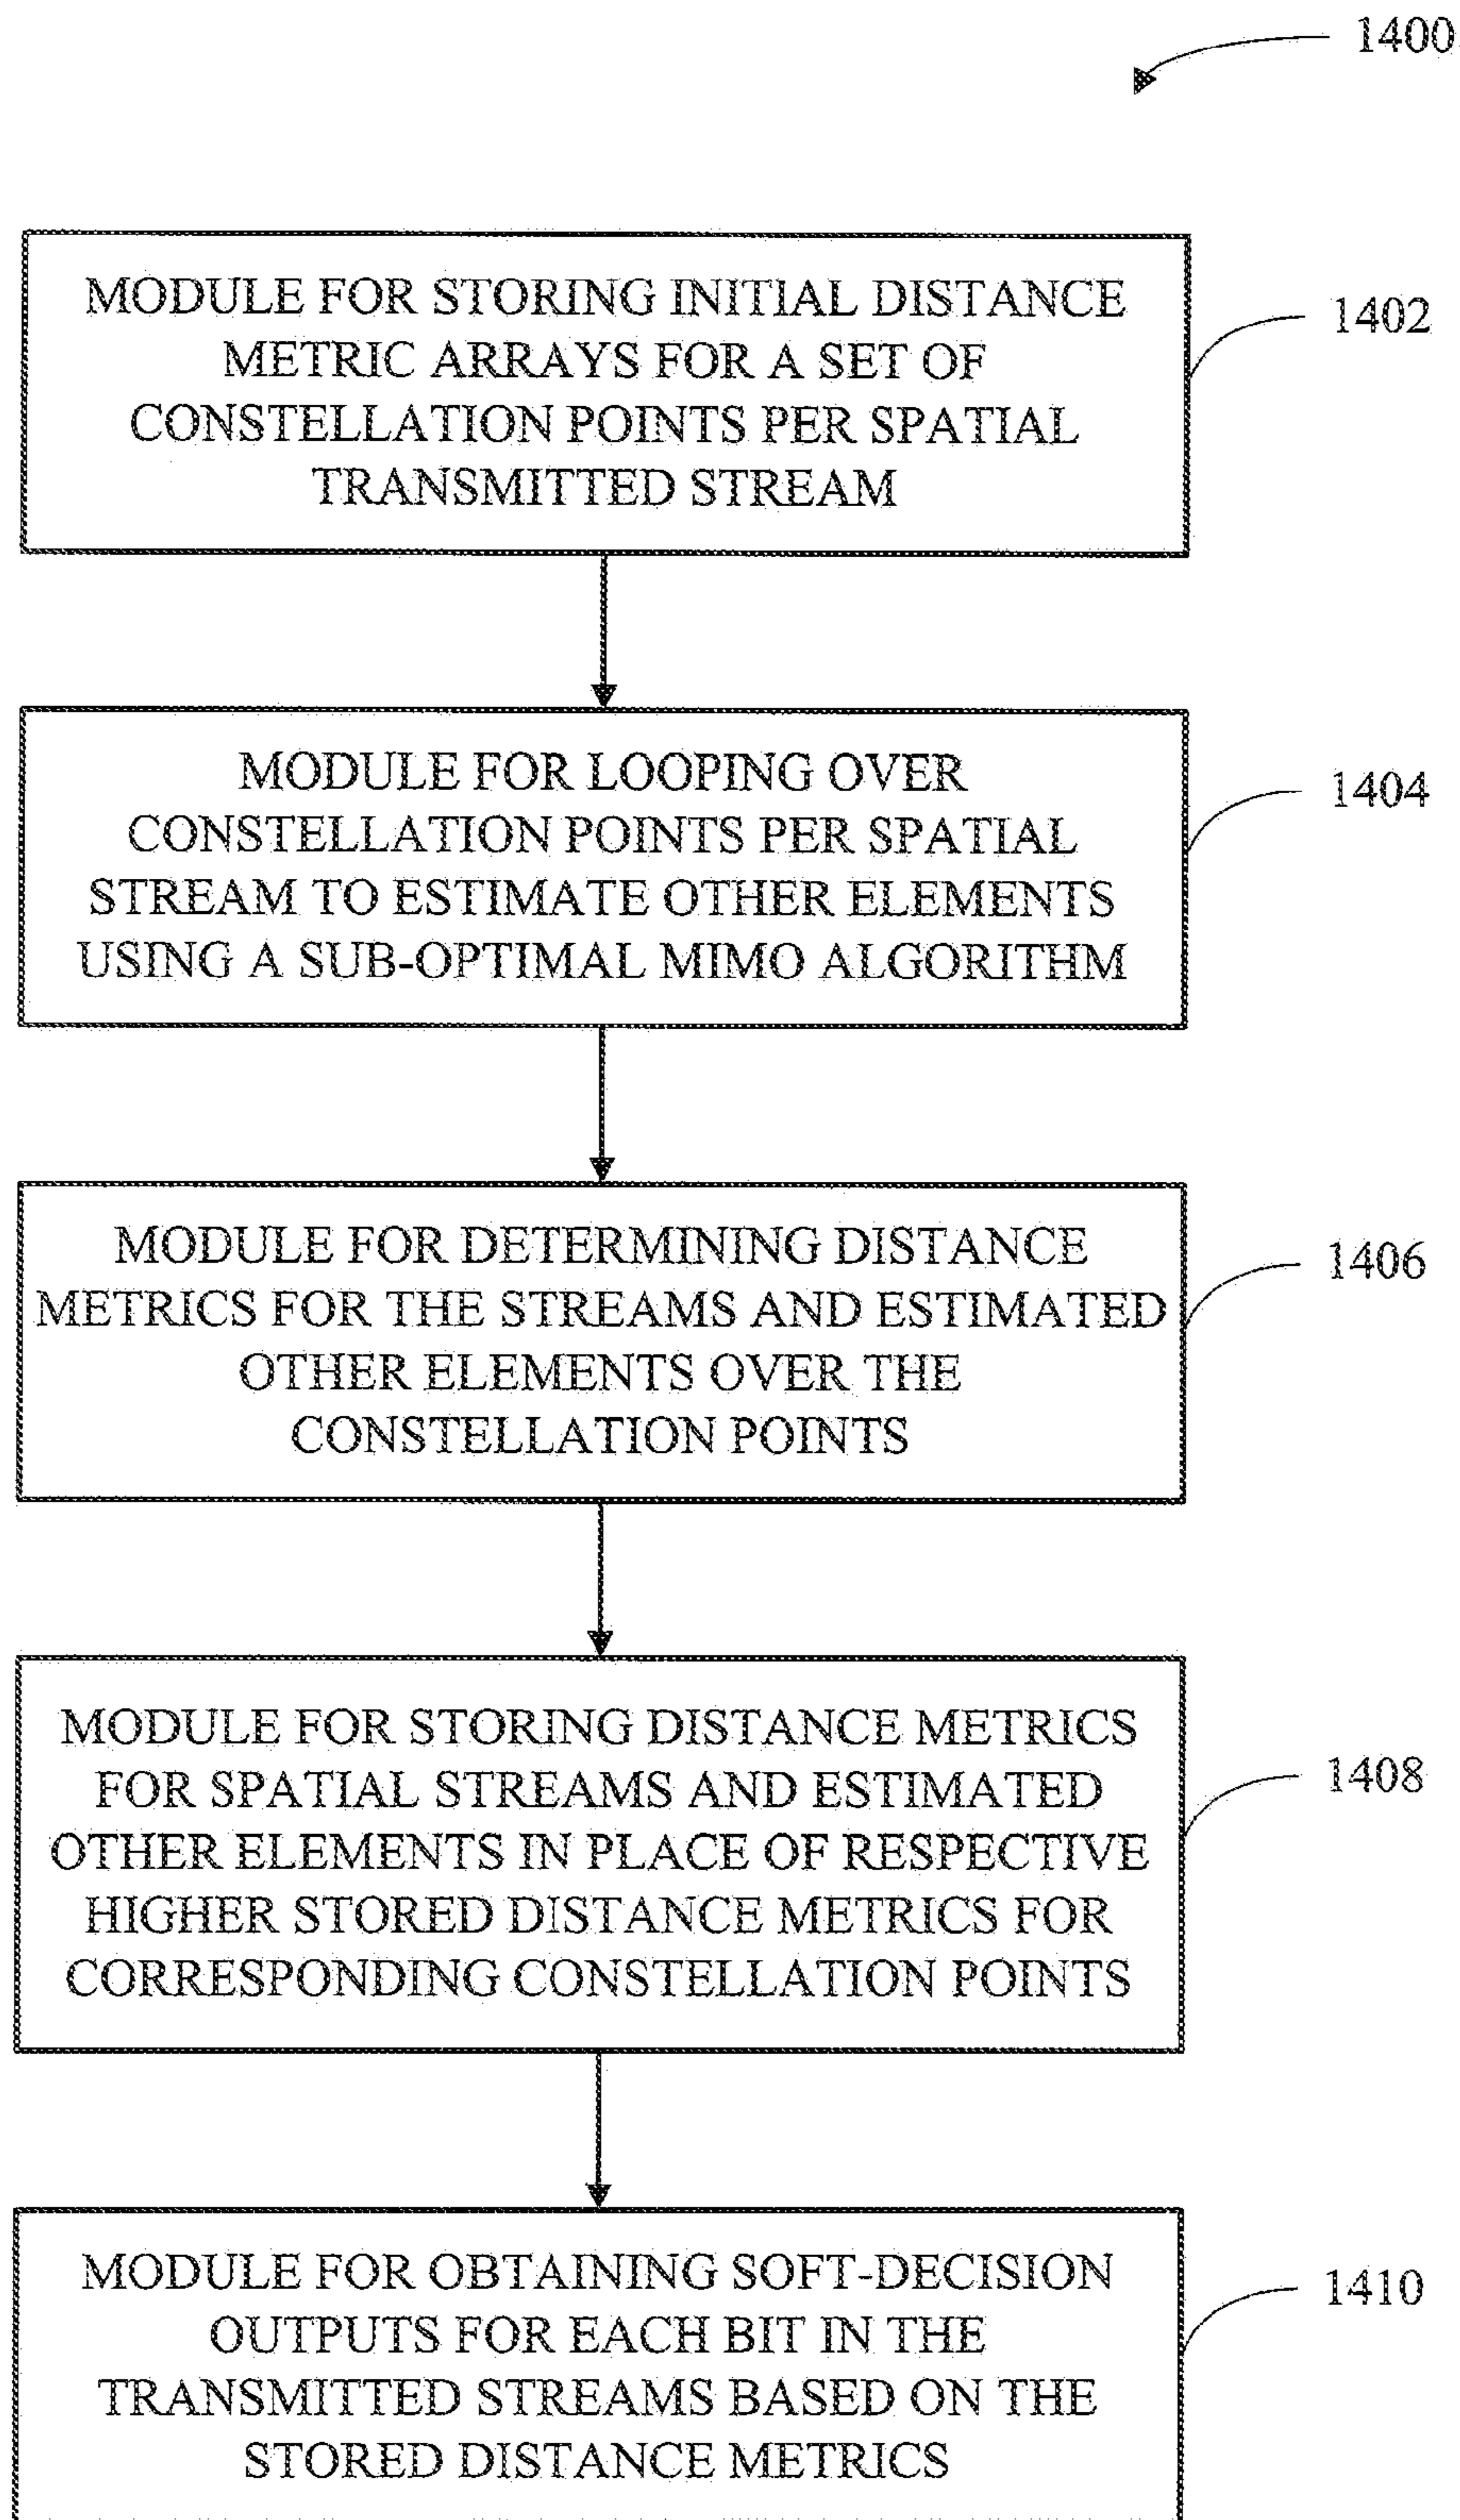 1400
MODULE FOR STORING INITIAL DISTANCE
METRIC ARRAYS FOR A SET OF
CONSTELLATION POINTS PER SPATIAL
TRANSMITTED STREAM
1402
MODULE FOR LOOPING OVER
CONSTELLATION POINTS PER SPATIAL
STREAM TO ESTIMATE OTHER ELEMENTS
USING A SUB-OPTIMAL MIMO ALGORITHM
1404
MODULE FOR DETERMINING DISTANCE
METRICS FOR THE STREAMS AND ESTIMATED
OTHER ELEMENTS OVER THE
CONSTELLATION POINTS
1406
MODULE FOR STORING DISTANCE METRICS
FOR SPATIAL STREAMS AND ESTIMATED
OTHER ELEMENTS IN PLACE OF RESPECTIVE
HIGHER STORED DISTANCE METRICS FOR
CORRESPONDING CONSTELLATION POINTS
1408
MODULE FOR OBTAINING SOFT-DECISION
OUTPUTS FOR EACH BIT IN THE
TRANSMITTED STREAMS BASED ON THE
STORED DISTANCE METRICS
1410